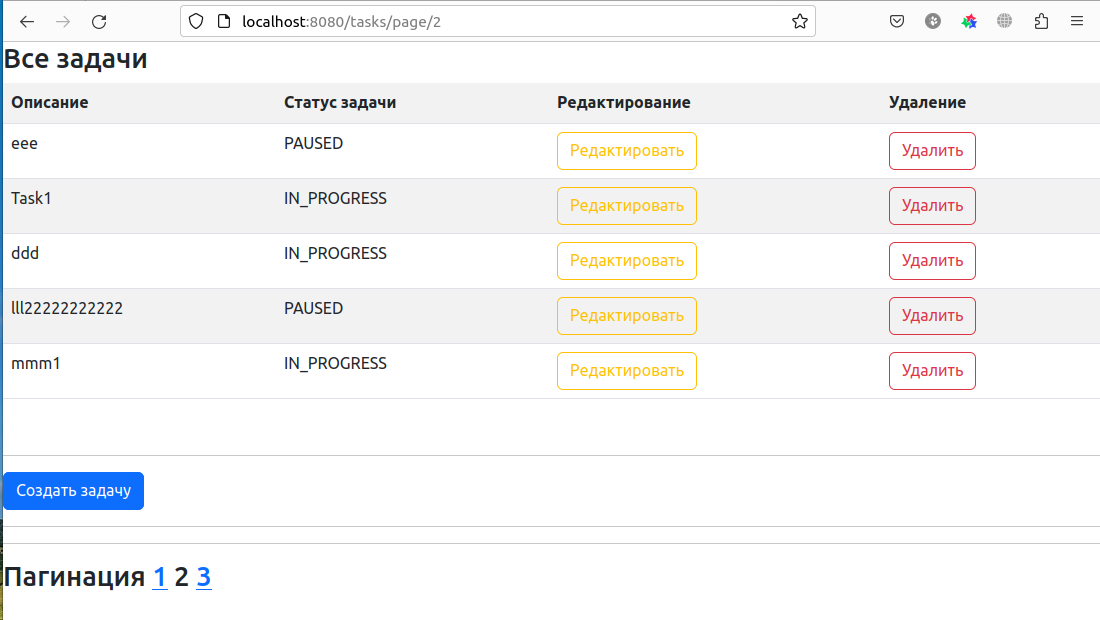 localhost:8080/tasks/page/2
Все задачи
Описание Статус задачи Редактирование Удаление
eee PAUSED Редактировать Удалить
Task1 IN_PROGRESS Редактировать Удалить
ddd IN_PROGRESS Редактировать Удалить
lll22222222222 PAUSED Редактировать Удалить
mmm1 IN_PROGRESS Редактировать Удалить
Создать задачу
Пагинация 1 2 3